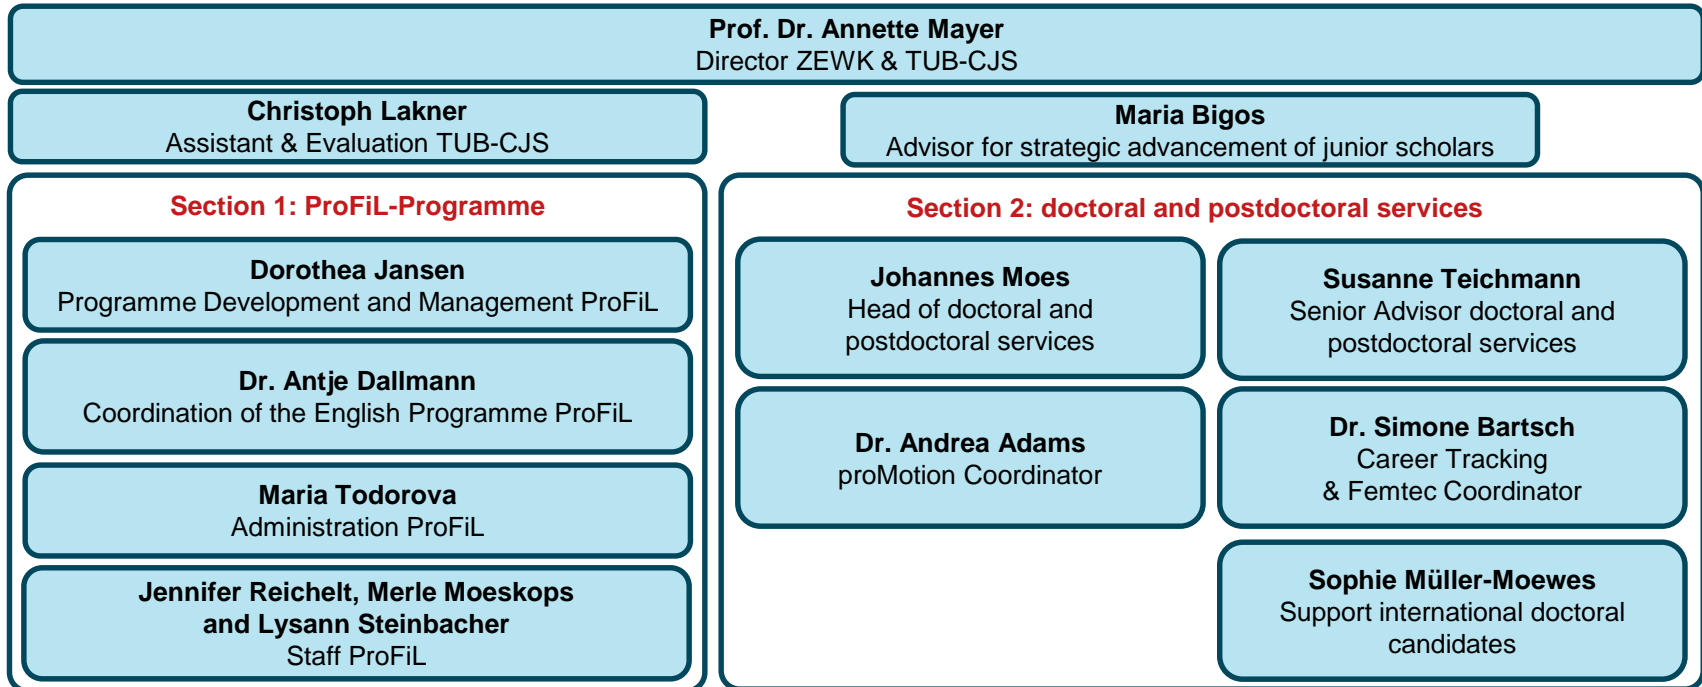 Prof. Dr. Annette Mayer
Director ZEWK & TUB-CJS
Christoph Lakner
Assistant & Evaluation TUB-CJS
Maria Bigos
Advisor for strategic advancement of junior scholars
Section 1: ProFiL-Programme
Dorothea Jansen
Programme Development and Management ProFiL
Dr. Antje Dallmann
Coordination of the English Programme ProFiL
Maria Todorova
Administration ProFiL
Jennifer Reichelt, Merle Moeskops
and Lysann Steinbacher
Staff ProFiL
Section 2: doctoral and postdoctoral services
Johannes Moes
Head of doctoral and
postdoctoral services
Susanne Teichmann
Senior Advisor doctoral and
postdoctoral services
Dr. Andrea Adams
proMotion Coordinator
Dr. Simone Bartsch
Career Tracking
& Femtec Coordinator
Sophie Müller-Moewes
Support international doctoral
candidates